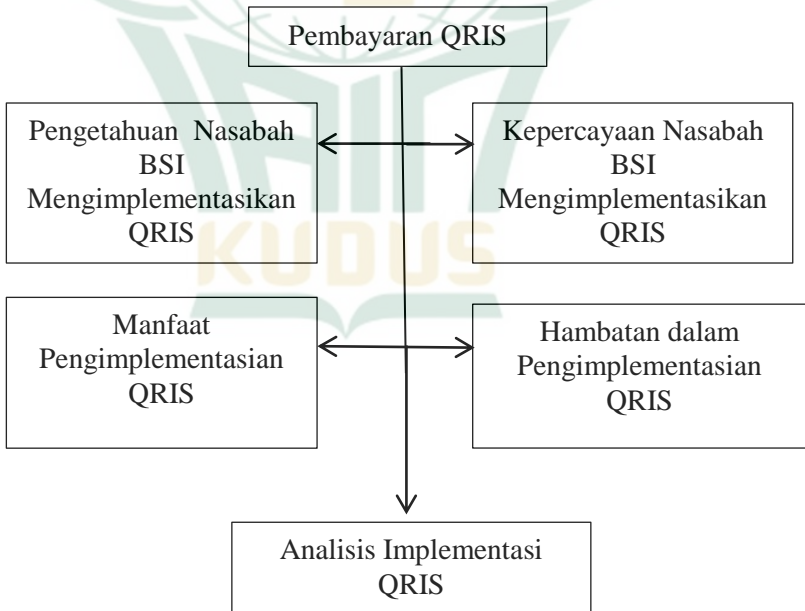 Pembayaran QRIS
Pengetahuan Nasabah
BSI
Mengimplementasikan
QRIS
Kepercayaan Nasabah
BSI
Mengimplementasikan
QRIS
KUDUS
Manfaat
Pengimplementasian
QRIS
Hambatan dalam
Pengimplementasian
QRIS
Analisis Implementasi
QRIS